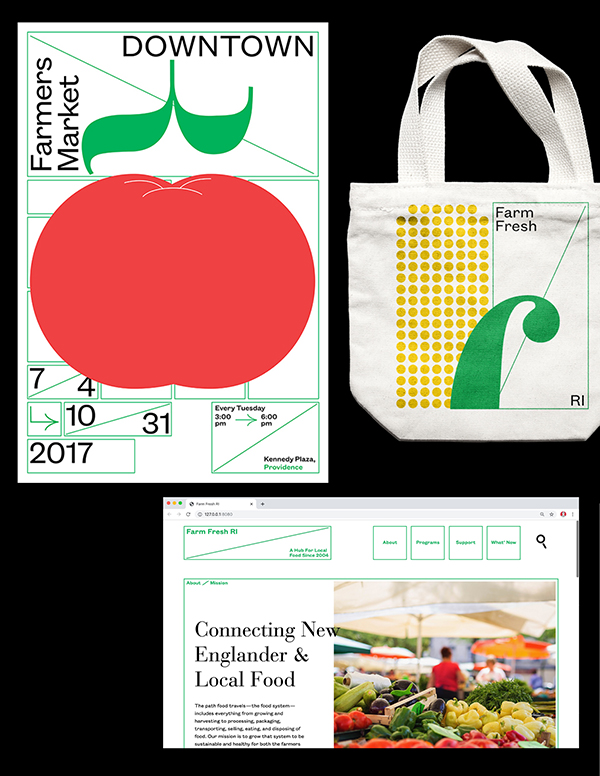 DOWNTOWN
Farmers
Market
7
4
10
31
2017
Every Tuesday
3:00 6:00
pm pm
Kennedy Plaza,
Providence
Farm
Fresh
RI
Farm Fresh RI
127.0.0.1:8080
Farm Fresh RI
A Hub For Local
Food Since 2004
About
Programs
Support
What' Now
About / Mission
Connecting New
Englander &
Local Food
The path food travels—the food system—
includes everything from growing and
harvesting to processing, packaging,
transporting, selling, eating, and disposing
of food. Our mission is to grow that system to be
sustainable and healthy for both the farmers